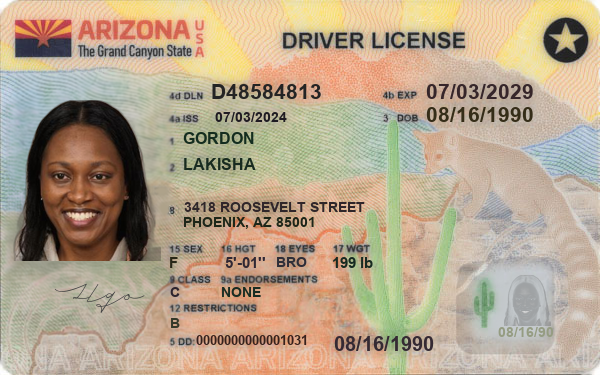 ARIZONA USA
The Grand Canyon State
DRIVER LICENSE
4d DLN D48584813
4b EXP 07/03/2029
4a ISS 07/03/2024
3 DOB 08/16/1990
1 GORDON
2 LAKISHA
8 3418 ROOSEVELT STREET
PHOENIX, AZ 85001
15 SEX 16 HGT 18 EYES 17 WGT
F 5'-01" BRO 199 lb
9 CLASS 9a ENDORSEMENTS
C NONE
12 RESTRICTIONS
B
5 DD: 0000000000001031
08/16/1990
08/16/90
ONA ARIZONA ARIZONA ARIZONA ARIZONA